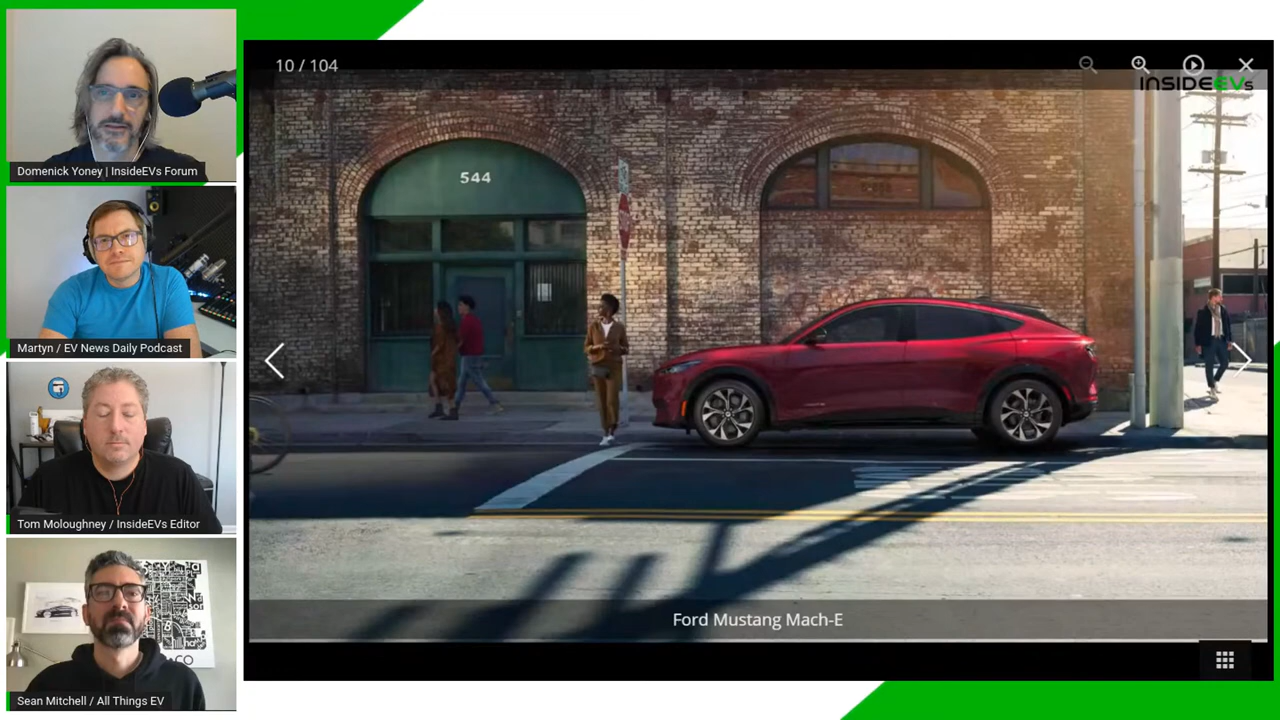 Domenick Yoney | InsideEVs Forum
Martyn / EV News Daily Podcast
Tom Moloughney / InsideEVs Editor
Sean Mitchell / All Things EV
10 / 104
INSIDEEVs
544
Ford Mustang Mach-E